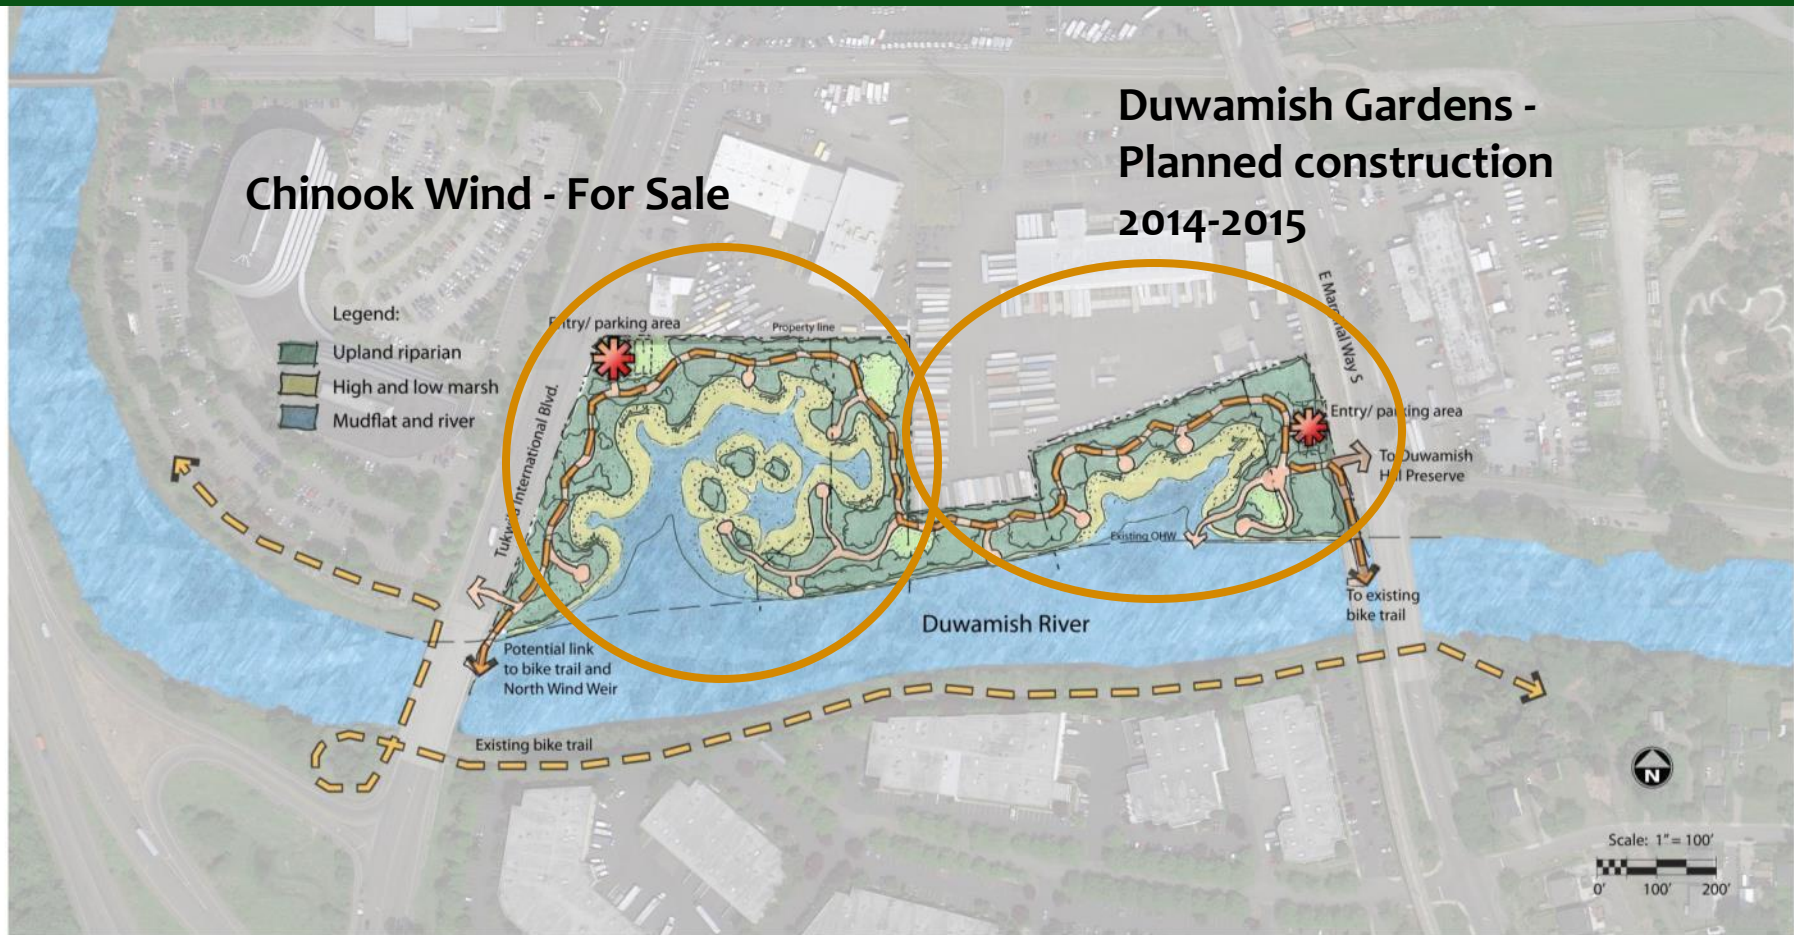 Duwamish Gardens -
Planned construction
2014-2015
Chinook Wind - For Sale
Legend:
Upland riparian
High and low marsh
Mudflat and river
Entry/ parking area
Property line
Tukwila International Blvd.
E Marginal Way S
Entry/ parking area
To Duwamish
Hill Preserve
Existing OHW
To existing
bike trail
Duwamish River
Potential link
to bike trail and
North Wind Weir
Existing bike trail
N
Scale: 1" = 100'
0' 100' 200'